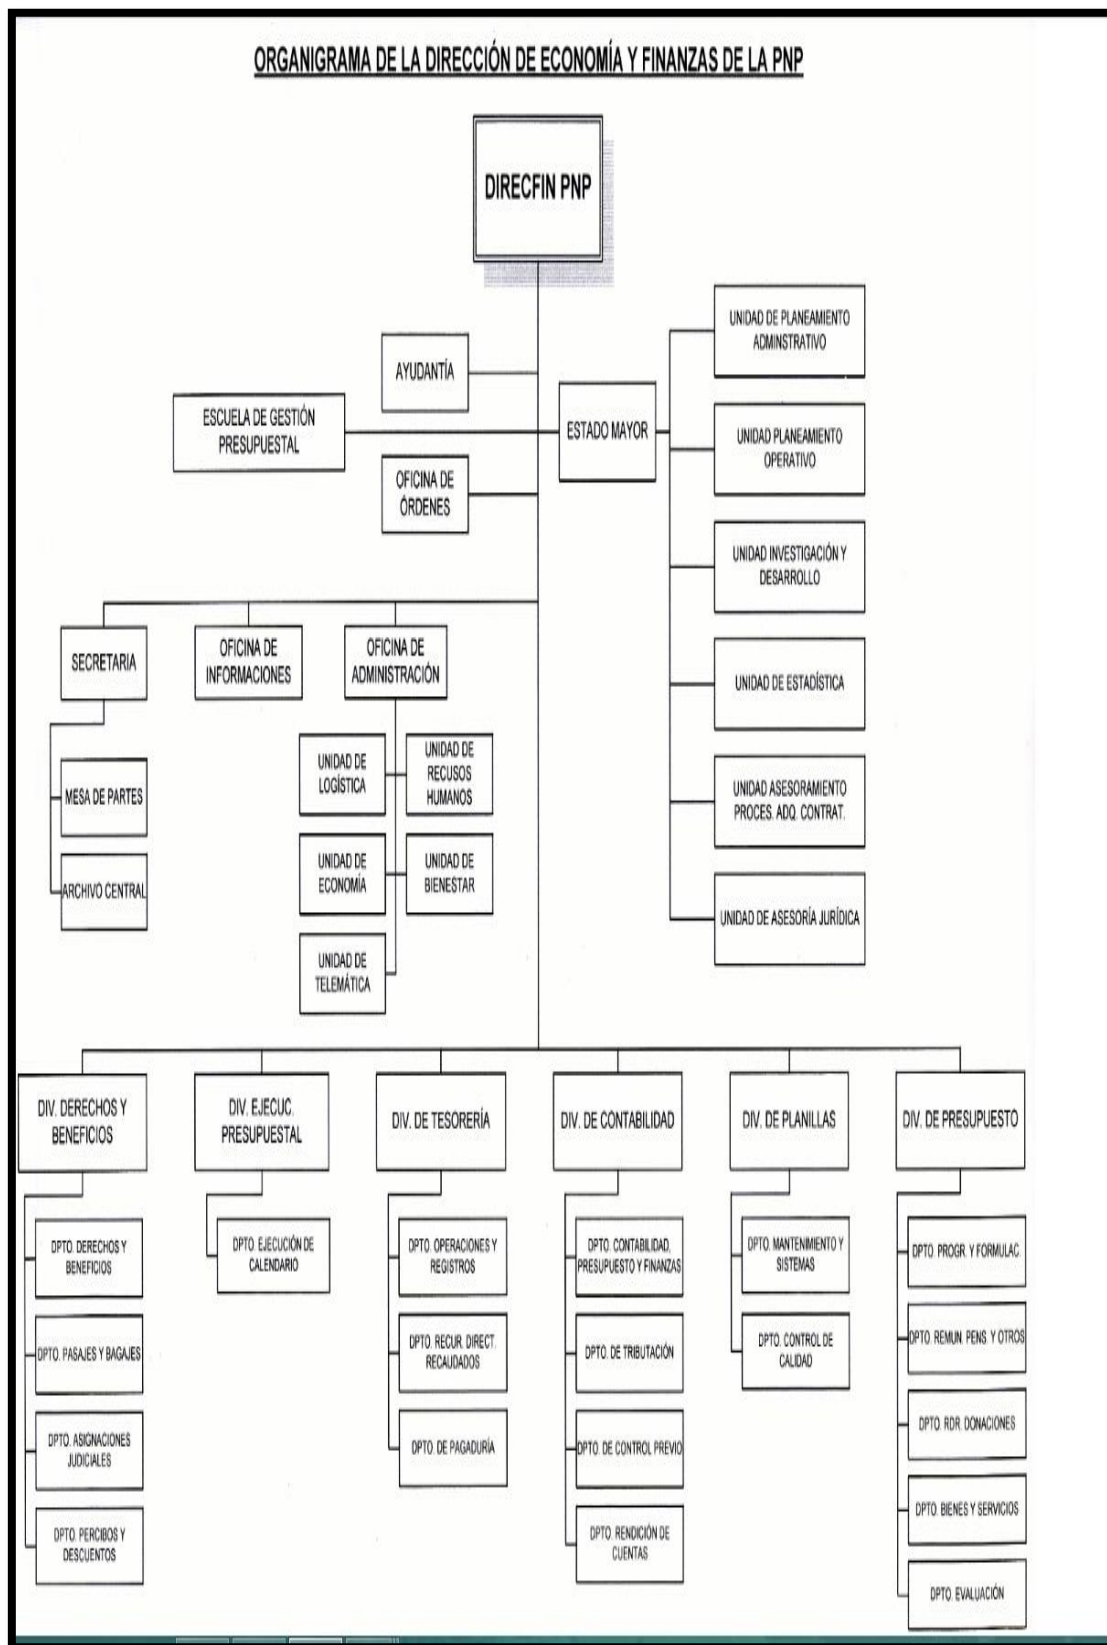 ORGANIGRAMA DE LA DIRECCIÓN DE ECONOMÍA Y FINANZAS DE LA PNP
DIRECFIN PNP
UNIDAD DE PLANEAMIENTO
ADMINSTRATIVO
AYUDANTÍA
ESCUELA DE GESTIÓN
PRESUPUESTAL
ESTADO MAYOR
UNIDAD PLANEAMIENTO
OPERATIVO
OFICINA DE
ÓRDENES
UNIDAD INVESTIGACIÓN Y
DESARROLLO
SECRETARIA
OFICINA DE
INFORMACIONES
OFICINA DE
ADMINISTRACIÓN
UNIDAD DE ESTADÍSTICA
MESA DE PARTES
ARCHIVO CENTRAL
UNIDAD DE
LOGÍSTICA
UNIDAD DE
RECUSOS
HUMANOS
UNIDAD DE
ECONOMÍA
UNIDAD DE
BIENESTAR
UNIDAD DE
TELEMÁTICA
UNIDAD ASESORAMIENTO
PROCES. ADQ. CONTRAT.
UNIDAD DE ASESORÍA JURÍDICA
DIV. DERECHOS Y
BENEFICIOS
DIV. EJECUC.
PRESUPUESTAL
DIV. DE TESORERÍA
DIV. DE CONTABILIDAD
DIV. DE PLANILLAS
DIV. DE PRESUPUESTO
DPTO. DERECHOS Y
BENEFICIOS
DPTO. PASAJES Y BAGAJES
DPTO. ASIGNACIONES
JUDICIALES
DPTO. PERCIBOS Y
DESCUENTOS
DPTO. EJECUCIÓN DE
CALENDARIO
DPTO. OPERACIONES Y
REGISTROS
DPTO. RECUR. DIRECT.
RECAUDADOS
DPTO. DE PAGADURÍA
DPTO. CONTABILIDAD,
PRESUPUESTO Y FINANZAS
DPTO. DE TRIBUTACIÓN
DPTO. DE CONTROL PREVIO
DPTO. RENDICIÓN DE
CUENTAS
DPTO. MANTENIMIENTO Y
SISTEMAS
DPTO. CONTROL DE
CALIDAD
DPTO. PROGR. Y FORMULAC.
DPTO. REMUN. PENS. Y OTROS
DPTO. RDR. DONACIONES
DPTO. BIENES Y SERVICIOS
DPTO. EVALUACIÓN